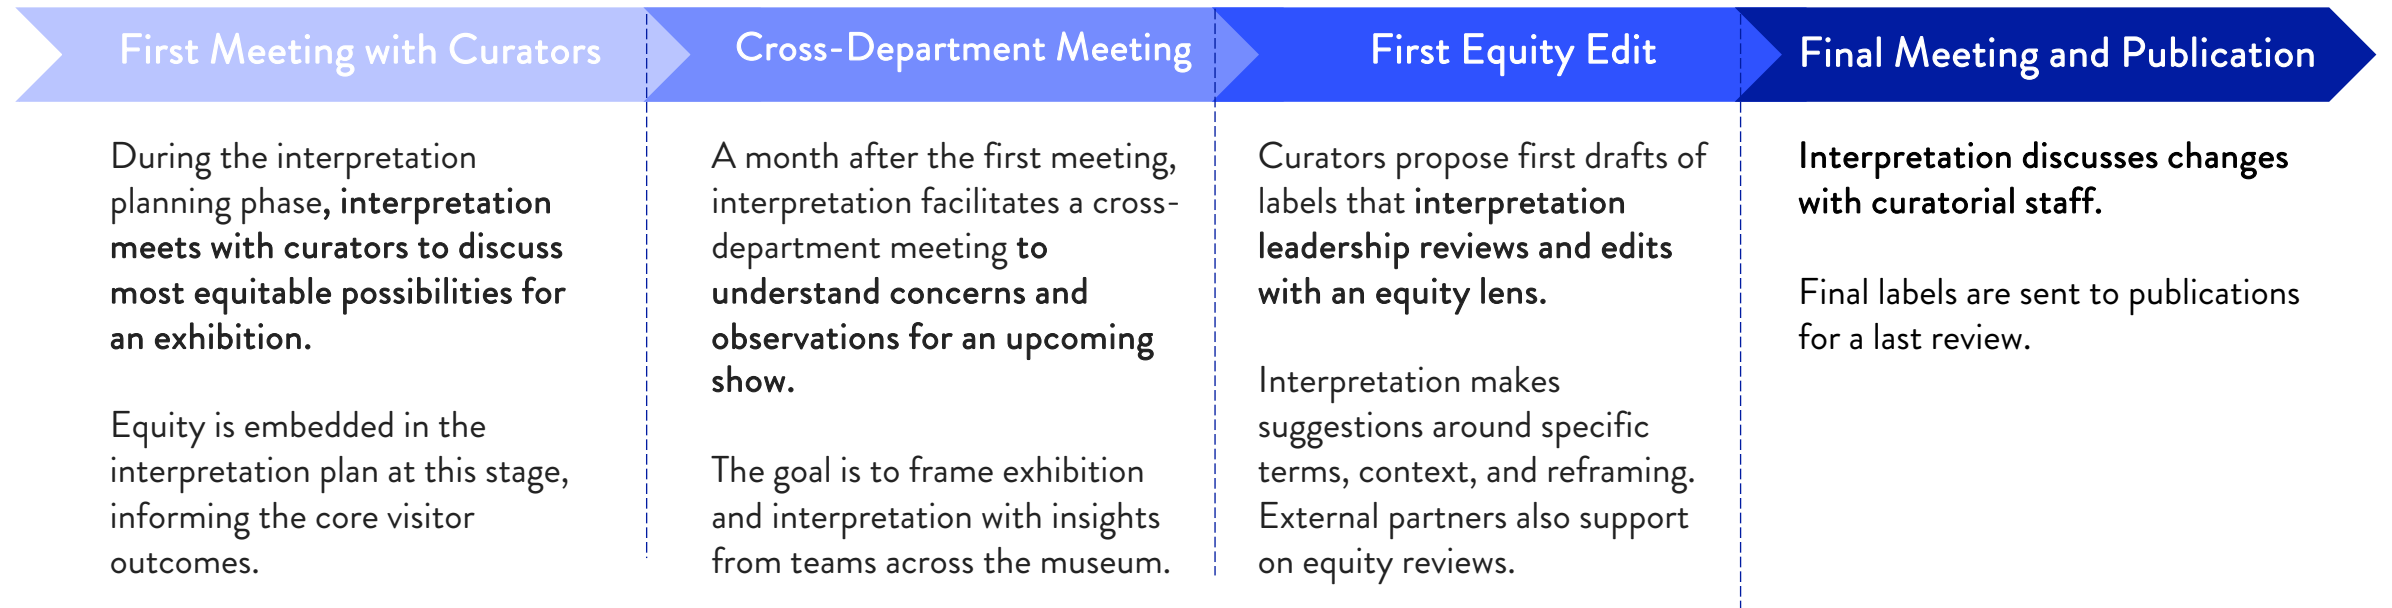 First Meeting with Curators
During the interpretation
planning phase, interpretation
meets with curators to discuss
most equitable possibilities for
an exhibition.
Equity is embedded in the
interpretation plan at this stage,
informing the core visitor
outcomes.
Cross-Department Meeting
A month after the first meeting,
interpretation facilitates a cross-
department meeting to
understand concerns and
observations for an upcoming
show.
The goal is to frame exhibition
and interpretation with insights
from teams across the museum.
First Equity Edit
Curators propose first drafts of
labels that interpretation
leadership reviews and edits
with an equity lens.
Interpretation makes
suggestions around specific
terms, context, and reframing.
External partners also support
on equity reviews.
Final Meeting and Publication
Interpretation discusses changes
with curatorial staff.
Final labels are sent to publications
for a last review.